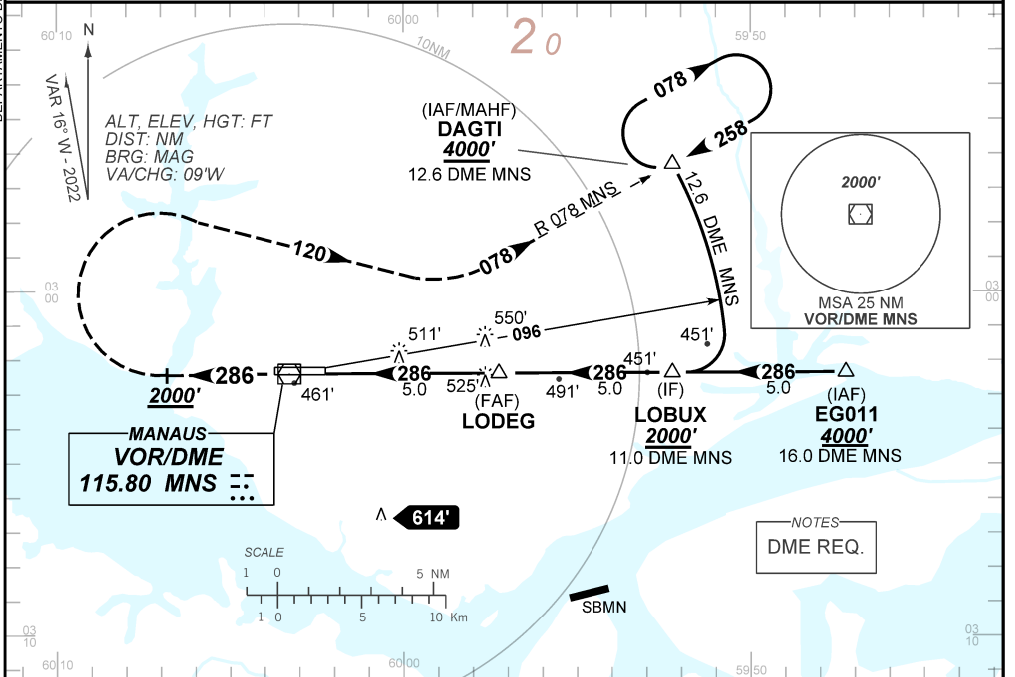 60 10
60 00
59 50
N
VAR 16° W - 2022
10NM
20
ALT, ELEV, HGT: FT
DIST: NM
BRG: MAG
VA/CHG: 09'W
(IAF/MAHF)
DAGTI
4000'
12.6 DME MNS
078
258
12.6 DME MNS
R 078 MNS
120
078
2000'
MSA 25 NM
VOR/DME MNS
03
00
03
00
550'
096
511'
451'
451'
286
2000'
461'
286
5.0
525'
(FAF)
LODEG
491'
286
5.0
(IF)
LOBUX
2000'
11.0 DME MNS
286
5.0
(IAF)
EG011
4000'
16.0 DME MNS
MANAUS
VOR/DME
115.80 MNS
614'
NOTES
DME REQ.
SCALE
1 0 5 NM
1 0 5 10 Km
SBMN
03
10
03
10
60 10
60 00
59 50